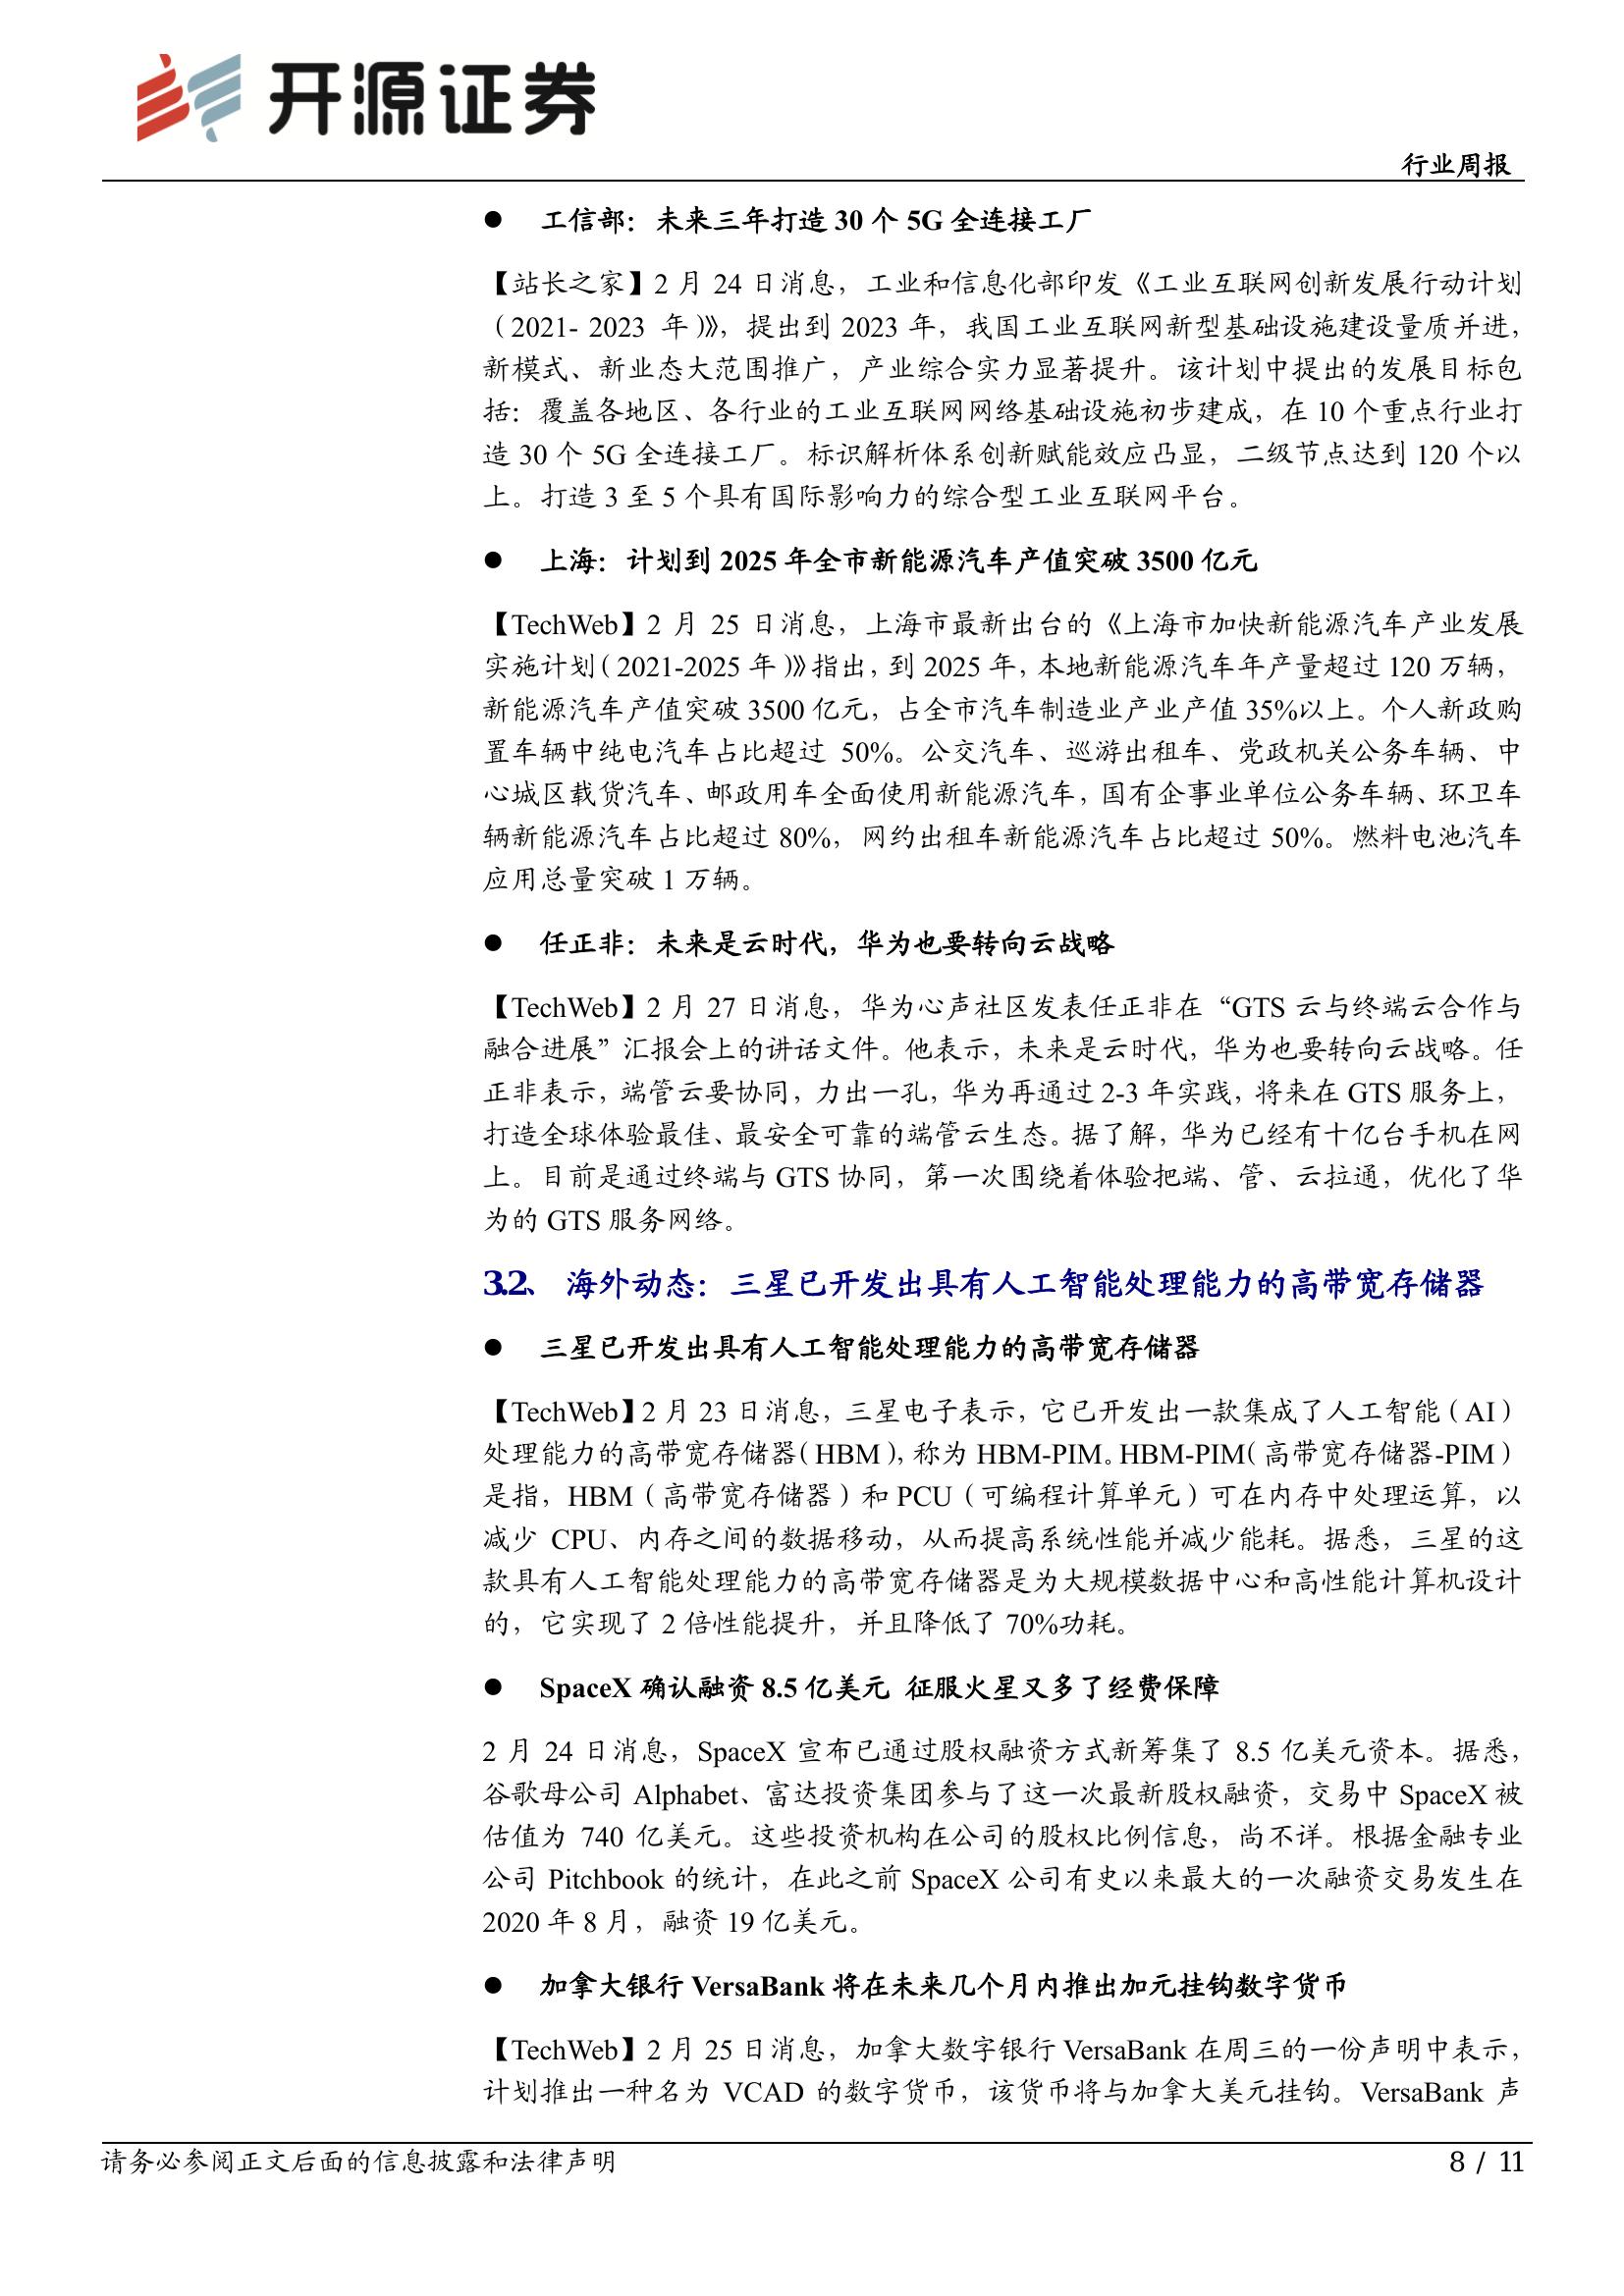 开源证券
行业周报
● 工信部：未来三年打造 30 个 5G 全连接工厂
【站长之家】2 月 24 日消息，工业和信息化部印发《工业互联网创新发展行动计划
（2021- 2023 年）》，提出到 2023 年，我国工业互联网新型基础设施建设量质并进，
新模式、新业态大范围推广，产业综合实力显著提升。该计划中提出的发展目标包
括：覆盖各地区、各行业的工业互联网网络基础设施初步建成，在 10 个重点行业打
造 30 个 5G 全连接工厂。标识解析体系创新赋能效应凸显，二级节点达到 120 个以
上。打造 3 至 5 个具有国际影响力的综合型工业互联网平台。
● 上海：计划到 2025 年全市新能源汽车产值突破 3500 亿元
【TechWeb】2 月 25 日消息，上海市最新出台的《上海市加快新能源汽车产业发展
实施计划（2021-2025 年）》指出，到 2025 年，本地新能源汽车年产量超过 120 万辆，
新能源汽车产值突破 3500 亿元，占全市汽车制造业产业产值 35%以上。个人新政购
置车辆中纯电汽车占比超过 50%。公交汽车、巡游出租车、党政机关公务车辆、中
心城区载货汽车、邮政用车全面使用新能源汽车，国有企事业单位公务车辆、环卫车
辆新能源汽车占比超过 80%，网约出租车新能源汽车占比超过 50%。燃料电池汽车
应用总量突破 1 万辆。
● 任正非：未来是云时代，华为也要转向云战略
【TechWeb】2 月 27 日消息，华为心声社区发表任正非在“GTS 云与终端云合作与
融合进展”汇报会上的讲话文件。他表示，未来是云时代，华为也要转向云战略。任
正非表示，端管云要协同，力出一孔，华为再通过 2-3 年实践，将来在 GTS 服务上，
打造全球体验最佳、最安全可靠的端管云生态。据了解，华为已经有十亿台手机在网
上。目前是通过终端与 GTS 协同，第一次围绕着体验把端、管、云拉通，优化了华
为的 GTS 服务网络。
3.2、 海外动态：三星已开发出具有人工智能处理能力的高带宽存储器
● 三星已开发出具有人工智能处理能力的高带宽存储器
【TechWeb】2 月 23 日消息，三星电子表示，它已开发出一款集成了人工智能（AI）
处理能力的高带宽存储器（HBM），称为 HBM-PIM。HBM-PIM（高带宽存储器-PIM）
是指，HBM（高带宽存储器）和 PCU（可编程计算单元）可在内存中处理运算，以
减少 CPU、内存之间的数据移动，从而提高系统性能并减少能耗。据悉，三星的这
款具有人工智能处理能力的高带宽存储器是为大规模数据中心和高性能计算机设计
的，它实现了 2 倍性能提升，并且降低了 70%功耗。
● SpaceX 确认融资 8.5 亿美元 征服火星又多了经费保障
2 月 24 日消息，SpaceX 宣布已通过股权融资方式新筹集了 8.5 亿美元资本。据悉，
谷歌母公司 Alphabet、富达投资集团参与了这一次最新股权融资，交易中 SpaceX 被
估值为 740 亿美元。这些投资机构在公司的股权比例信息，尚不详。根据金融专业
公司 Pitchbook 的统计，在此之前 SpaceX 公司有史以来最大的一次融资交易发生在
2020 年 8 月，融资 19 亿美元。
● 加拿大银行 VersaBank 将在未来几个月内推出加元挂钩数字货币
【TechWeb】2 月 25 日消息，加拿大数字银行 VersaBank 在周三的一份声明中表示，
计划推出一种名为 VCAD 的数字货币，该货币将与加拿大美元挂钩。VersaBank 声
请务必参阅正文后面的信息披露和法律声明
8 / 11